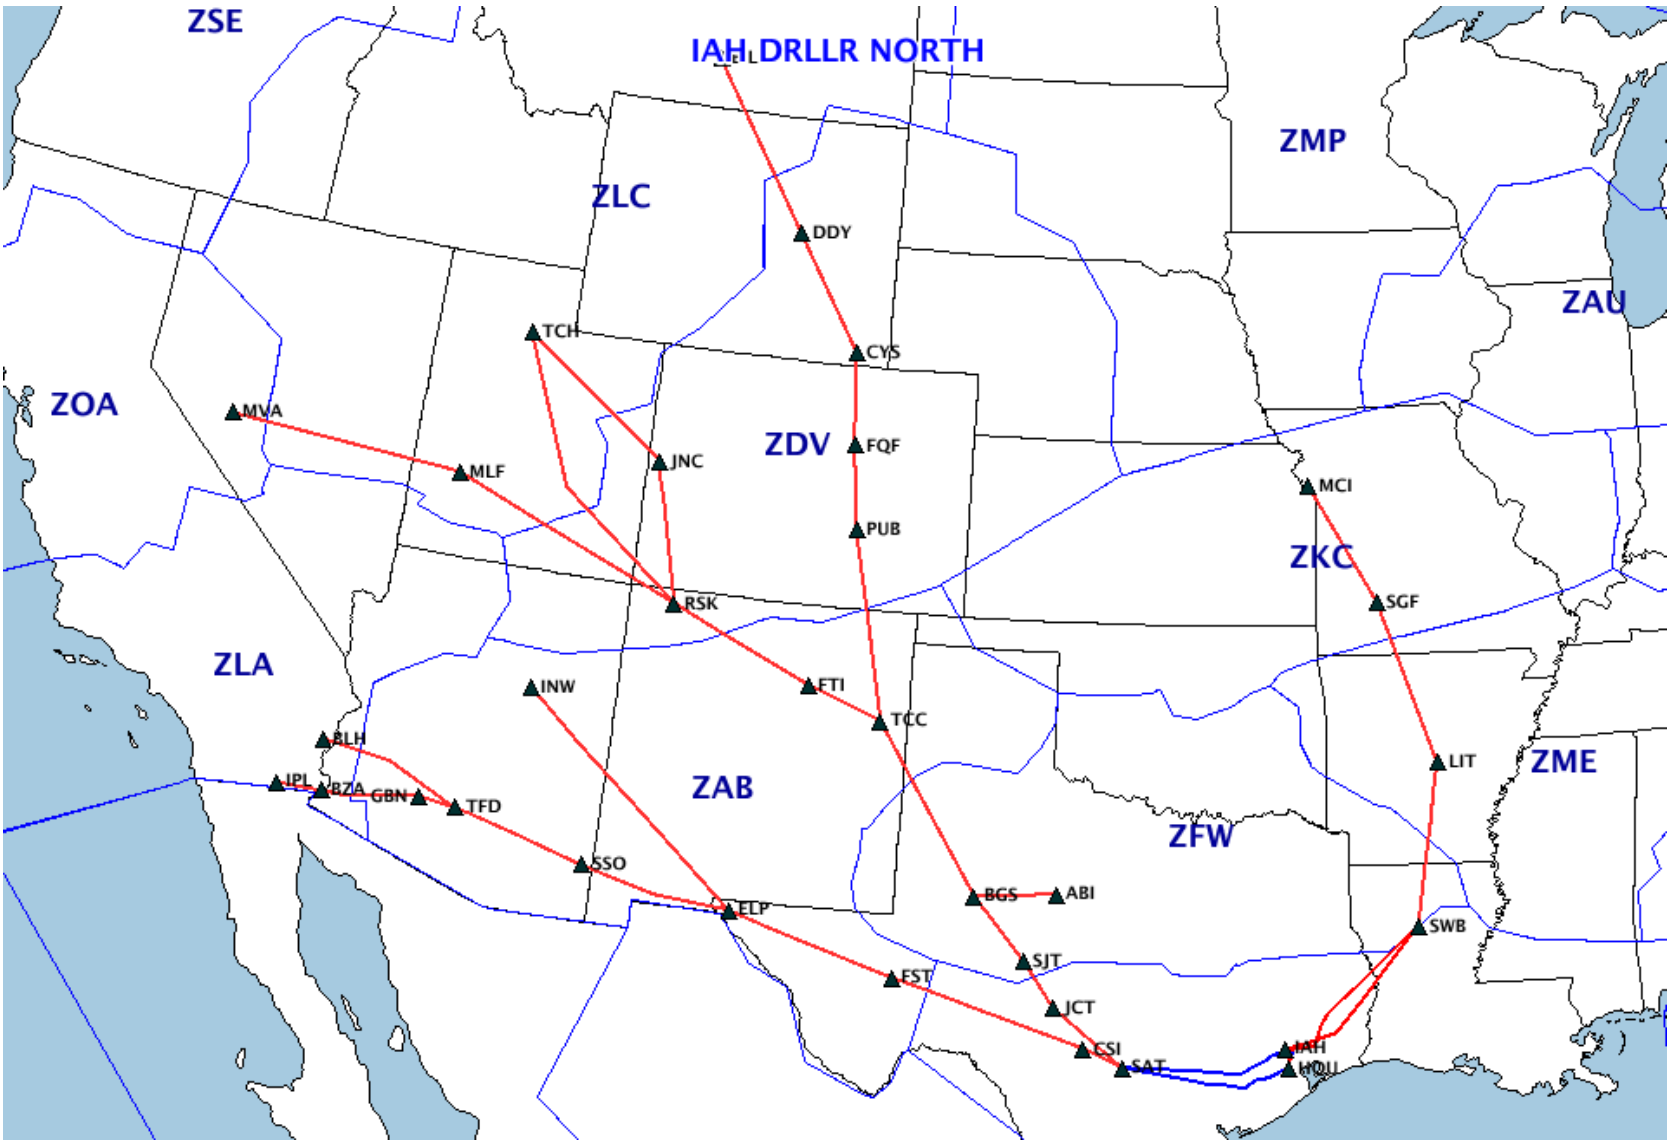 ZSE
IAH DRLLR NORTH
ZMP
ZLC
DDY
ZAU
TCH
CYS
ZOA
MVA
ZDV
FQF
JNC
MLF
MCI
PUB
ZKC
RSK
SGF
ZLA
INW
FTI
TCC
BLH
LIT
ZME
IPL
BZA
GBN
ZAB
TFD
ZFW
SSO
BGS
ABI
ELP
SWB
SJT
FST
JCT
CSI
IAH
SAT
HOU